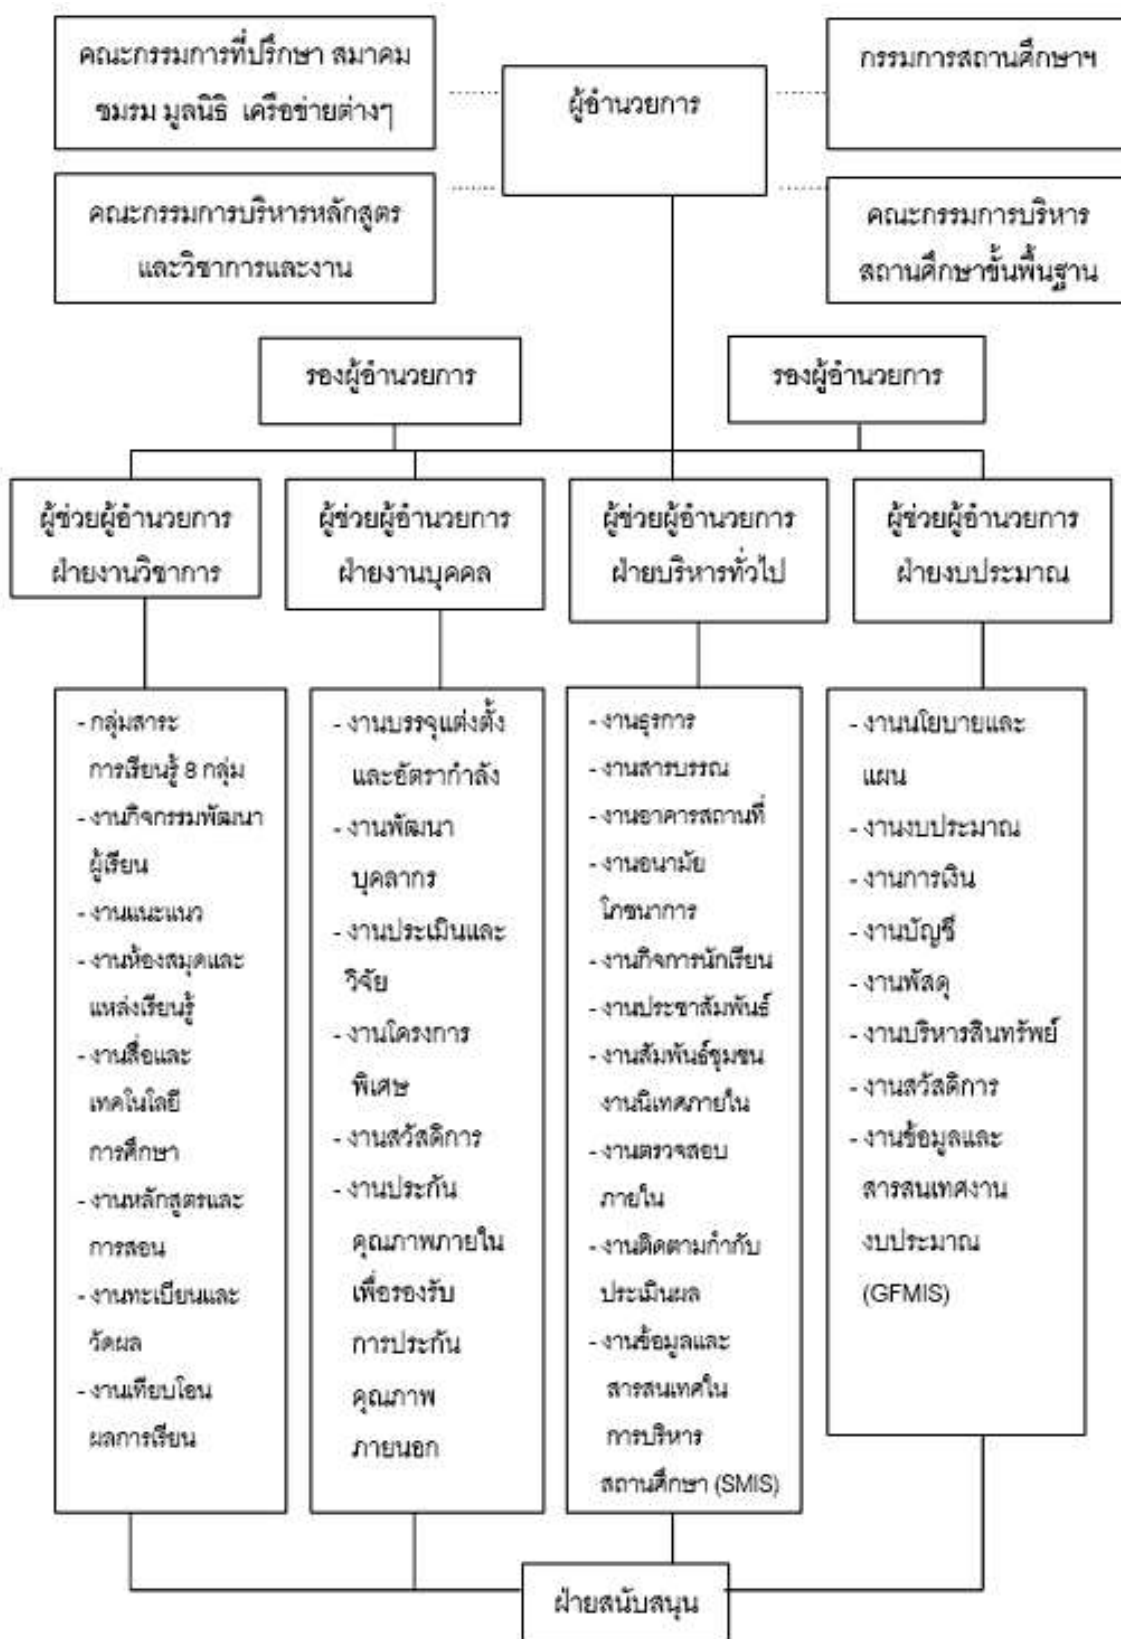 คณะกรรมการที่ปรึกษา สมาคม
ชมรม มูลนิธิ เครือข่ายต่างๆ
ผู้อำนวยการ
กรรมการสถานศึกษาฯ
คณะกรรมการบริหารหลักสูตร
และวิชาการและงาน
คณะกรรมการบริหาร
สถานศึกษาขั้นพื้นฐาน
รองผู้อำนวยการ
รองผู้อำนวยการ
ผู้ช่วยผู้อำนวยการ
ฝ่ายงานวิชาการ
ผู้ช่วยผู้อำนวยการ
ฝ่ายงานบุคคล
ผู้ช่วยผู้อำนวยการ
ฝ่ายบริหารทั่วไป
ผู้ช่วยผู้อำนวยการ
ฝ่ายงบประมาณ
- กลุ่มสาระ
การเรียนรู้ 8 กลุ่ม
- งานกิจกรรมพัฒนา
ผู้เรียน
- งานแนะแนว
- งานห้องสมุดและ
แหล่งเรียนรู้
- งานสื่อและ
เทคโนโลยี
การศึกษา
- งานหลักสูตรและ
การสอน
- งานทะเบียนและ
วัดผล
- งานเทียบโอน
ผลการเรียน
- งานบรรจุแต่งตั้ง
และอัตรากำลัง
- งานพัฒนา
บุคลากร
- งานประเมินและ
วิจัย
- งานโครงการ
พิเศษ
- งานสวัสดิการ
- งานประกัน
คุณภาพภายใน
เพื่อรองรับ
การประกัน
คุณภาพ
ภายนอก
- งานธุรการ
- งานสารบรรณ
- งานอาคารสถานที่
- งานอนามัย
โภชนาการ
- งานกิจการนักเรียน
- งานประชาสัมพันธ์
- งานสัมพันธ์ชุมชน
งานนิเทศภายใน
- งานตรวจสอบ
ภายใน
- งานติดตามกำกับ
ประเมินผล
- งานข้อมูลและ
สารสนเทศใน
การบริหาร
สถานศึกษา (SMIS)
- งานนโยบายและ
แผน
- งานงบประมาณ
- งานการเงิน
- งานบัญชี
- งานพัสดุ
- งานบริหารสินทรัพย์
- งานสวัสดิการ
- งานข้อมูลและ
สารสนเทศงาน
งบประมาณ
(GFMIS)
ฝ่ายสนับสนุน